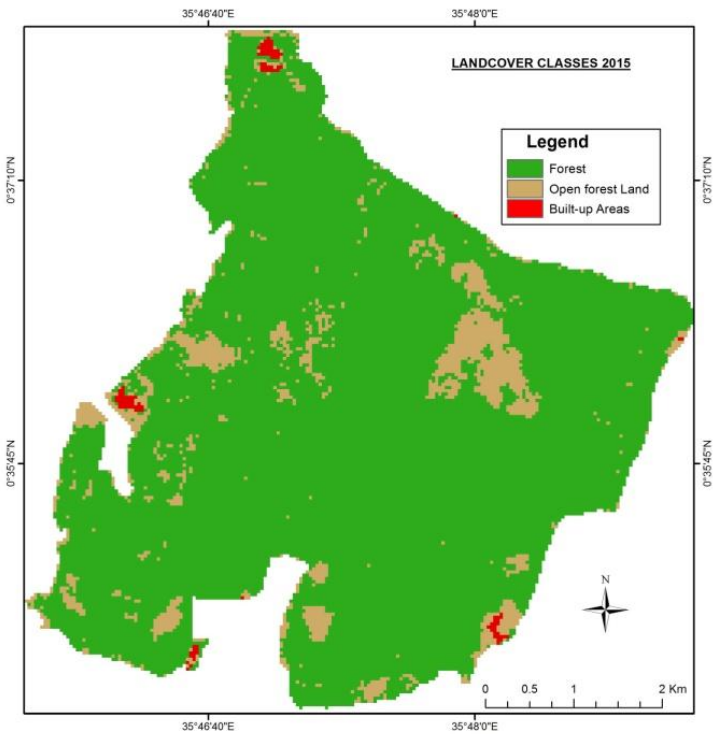 35°46'40"E
35°48'0"E
LANDCOVER CLASSES 2015
Legend
Forest
Open forest Land
Built-up Areas
0°37'10"N
0°37'10"N
0°35'45"N
0°35'45"N
N
0 0.5 1 2 Km
35°46'40"E
35°48'0"E